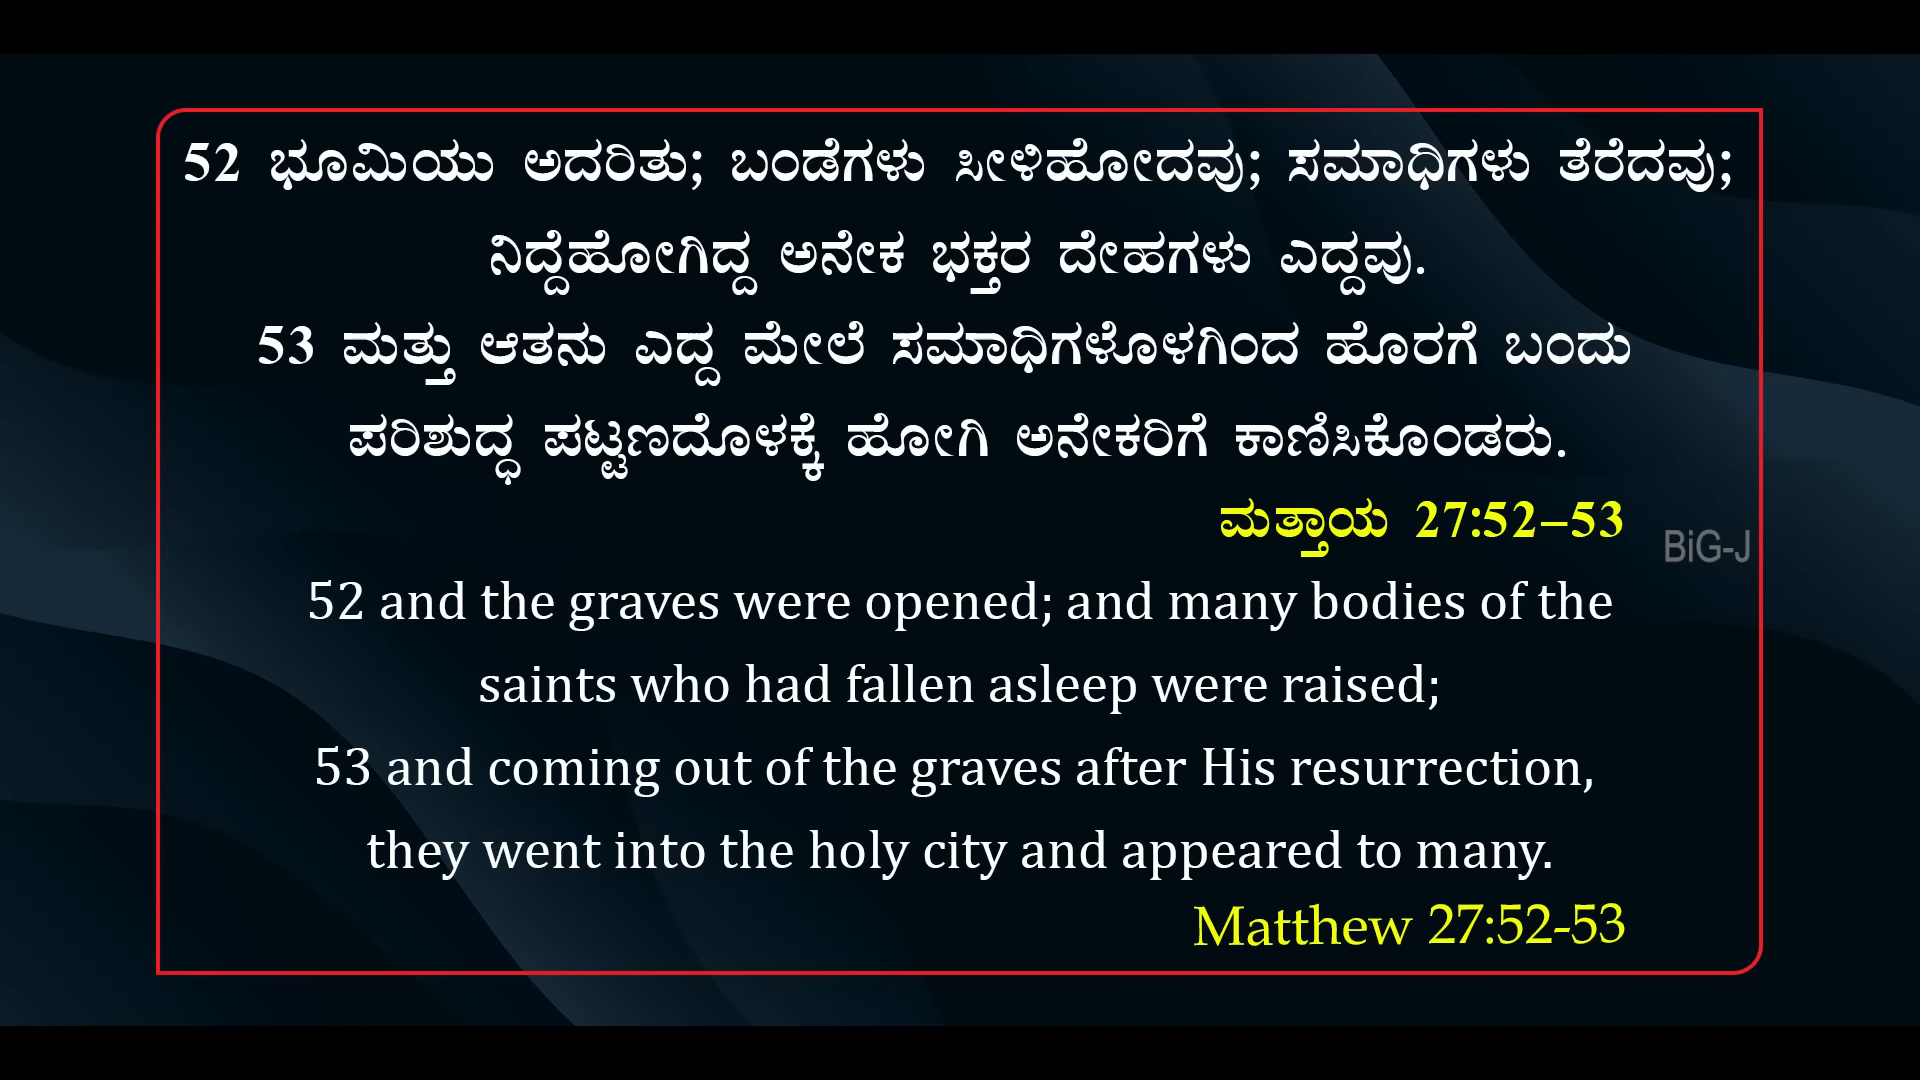 52 ಭೂಮಿಯು ಅದರಿತು; ಬಂಡೆಗಳು ಸೀಳಿಹೋದವು; ಸಮಾಧಿಗಳು ತೆರೆದವು;
ನಿದ್ದೆಹೋಗಿದ್ದ ಅನೇಕ ಭಕ್ತರ ದೇಹಗಳು ಎದ್ದವು.
53 ಮತ್ತು ಆತನು ಎದ್ದ ಮೇಲೆ ಸಮಾಧಿಗಳೊಳಗಿಂದ ಹೊರಗೆ ಬಂದು
ಪರಿಶುದ್ಧ ಪಟ್ಟಣದೊಳಕ್ಕೆ ಹೋಗಿ ಅನೇಕರಿಗೆ ಕಾಣಿಸಿಕೊಂಡರು.
ಮತ್ತಾಯ 27:52-53
BiG-J
52 and the graves were opened; and many bodies of the
saints who had fallen asleep were raised;
53 and coming out of the graves after His resurrection,
they went into the holy city and appeared to many.
Matthew 27:52-53